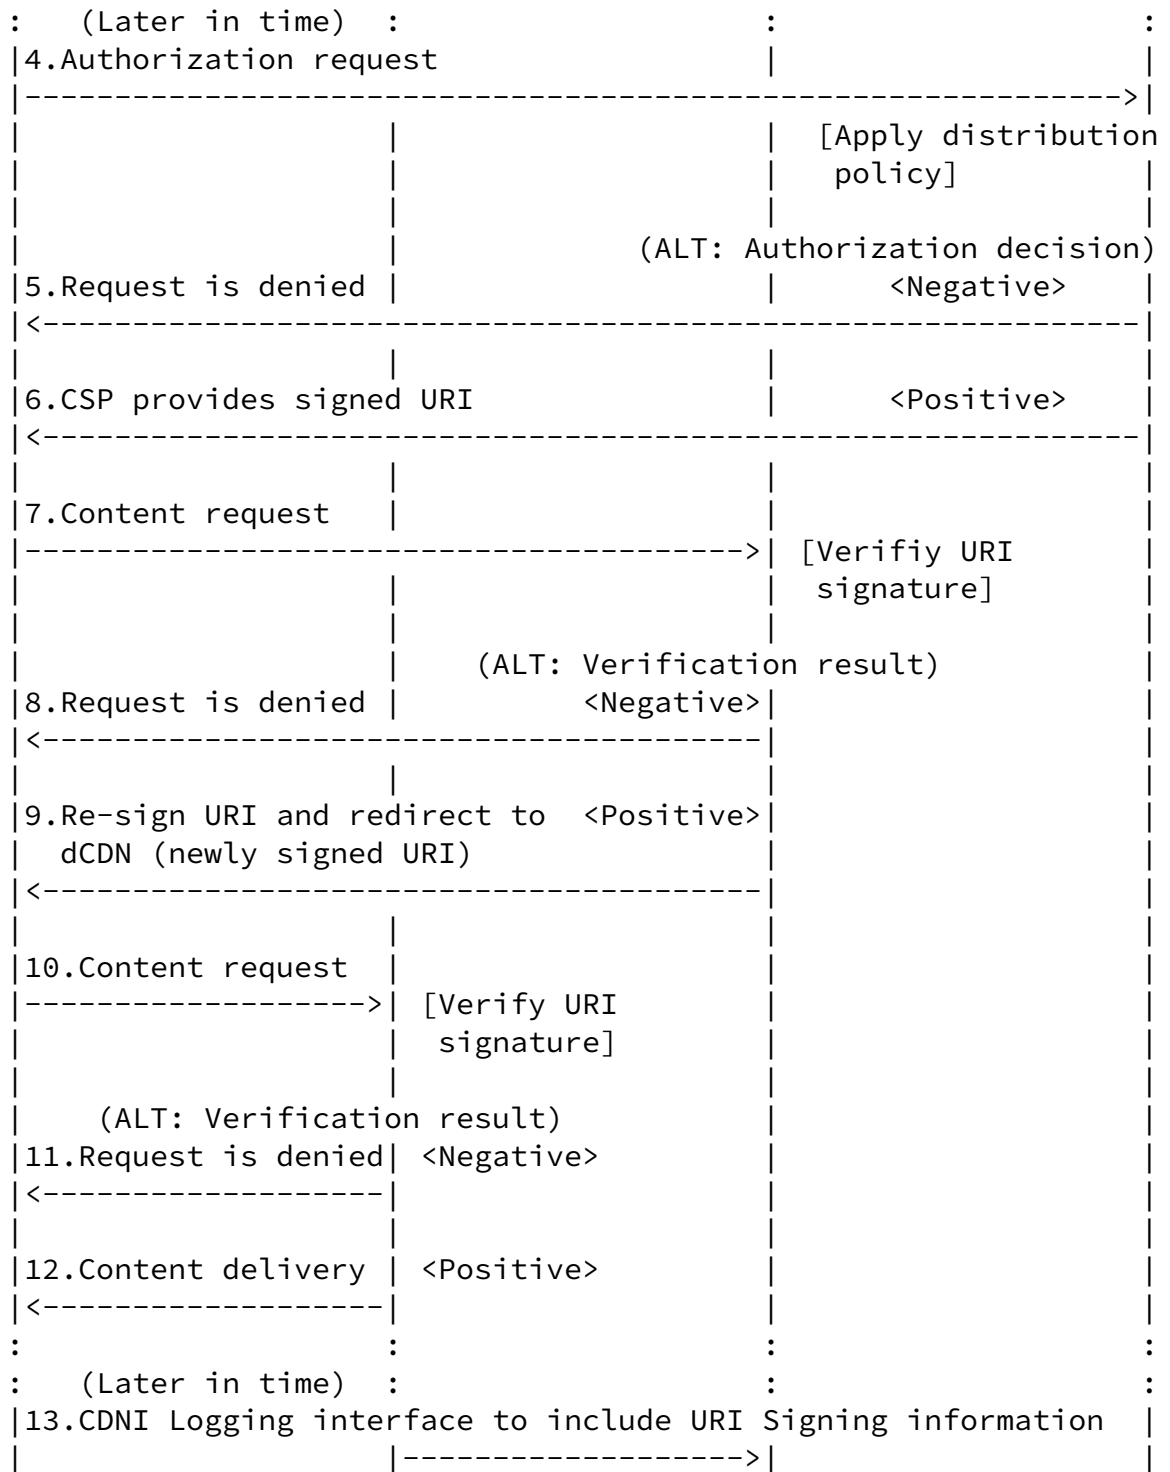 :   (Later in time)  :                    :                    :
|4.Authorization request                  |                    |
|------------------------------------------------------------->|
|                    |                    |  [Apply distribution
|                    |                    |   policy]          |
|                    |                    |                    |
|                    |             (ALT: Authorization decision)
|5.Request is denied |                    |      <Negative>    |
|<-------------------------------------------------------------|
|                    |                    |                    |
|6.CSP provides signed URI                |      <Positive>    |
|<-------------------------------------------------------------|
|                    |                    |                    |
|7.Content request   |                    |                    |
|---------------------------------------->| [Verifiy URI       |
|                    |                    |  signature]        |
|                    |                    |                    |
|                    |    (ALT: Verification result)           |
|8.Request is denied |          <Negative>|                    |
|<----------------------------------------|                    |
|                    |                    |                    |
|9.Re-sign URI and redirect to  <Positive>|                    |
|  dCDN (newly signed URI)                |                    |
|<----------------------------------------|                    |
|                    |                    |                    |
|10.Content request  |                    |                    |
|------------------->| [Verify URI        |                    |
|                    |  signature]        |                    |
|                    |                    |                    |
|    (ALT: Verification result)           |                    |
|11.Request is denied| <Negative>         |                    |
|<-------------------|                    |                    |
|                    |                    |                    |
|12.Content delivery | <Positive>         |                    |
|<-------------------|                    |                    |
:                    :                    :                    :
:   (Later in time)  :                    :                    :
|13.CDNI Logging interface to include URI Signing information  |
|                    |------------------->|                    |